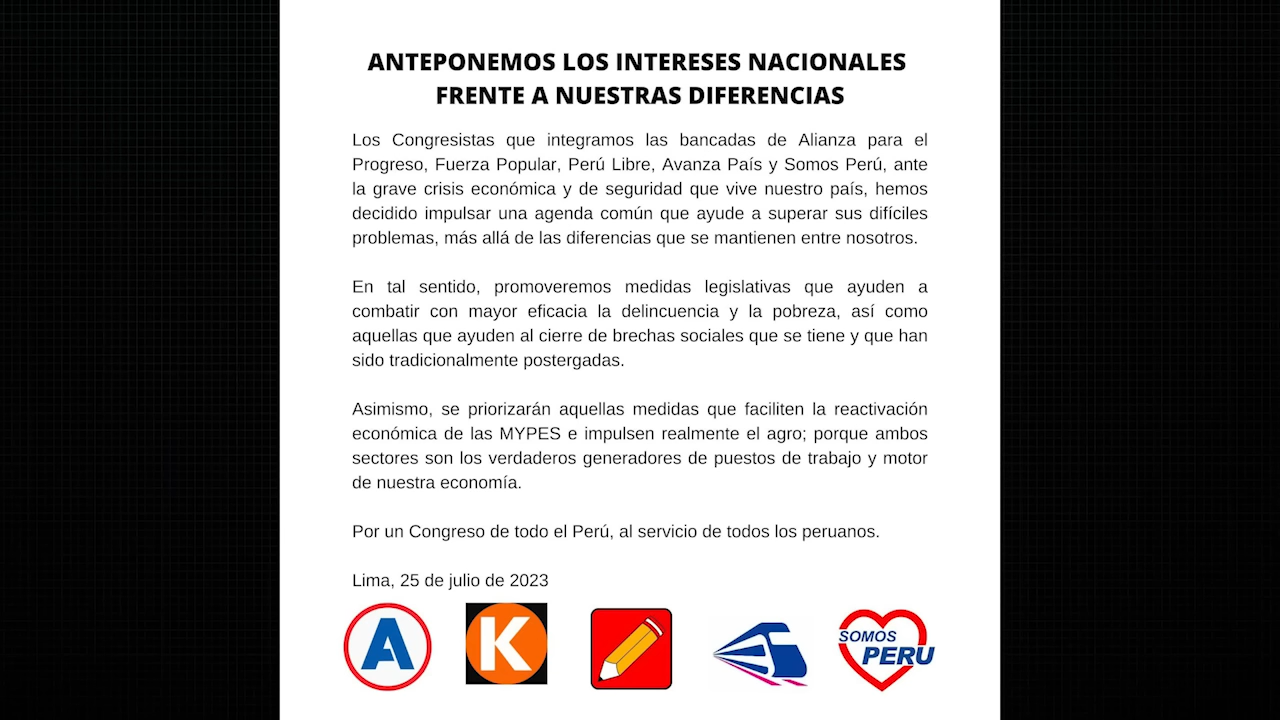 ANTEPONEMOS LOS INTERESES NACIONALES
FRENTE A NUESTRAS DIFERENCIAS
Los Congresistas que integramos las bancadas de Alianza para el
Progreso, Fuerza Popular, Perú Libre, Avanza País y Somos Perú, ante
la grave crisis económica y de seguridad que vive nuestro país, hemos
decidido impulsar una agenda común que ayude a superar sus difíciles
problemas, más allá de las diferencias que se mantienen entre nosotros.
En tal sentido, promoveremos medidas legislativas que ayuden a
combatir con mayor eficacia la delincuencia y la pobreza, así como
aquellas que ayuden al cierre de brechas sociales que se tiene y que han
sido tradicionalmente postergadas.
Asimismo, se priorizarán aquellas medidas que faciliten la reactivación
económica de las MYPES e impulsen realmente el agro; porque ambos
sectores son los verdaderos generadores de puestos de trabajo y motor
de nuestra economía.
Por un Congreso de todo el Perú, al servicio de todos los peruanos.
Lima, 25 de julio de 2023
A
K
SOMOS
PERU